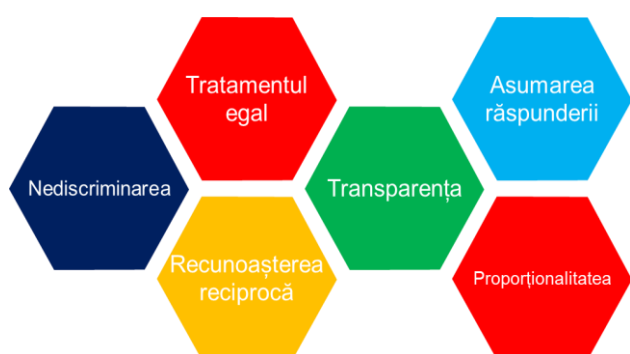 Tratamentul
egal
Asumarea
răspunderii
Nediscriminarea
Transparența
Recunoașterea
reciprocă
Proporționalitatea